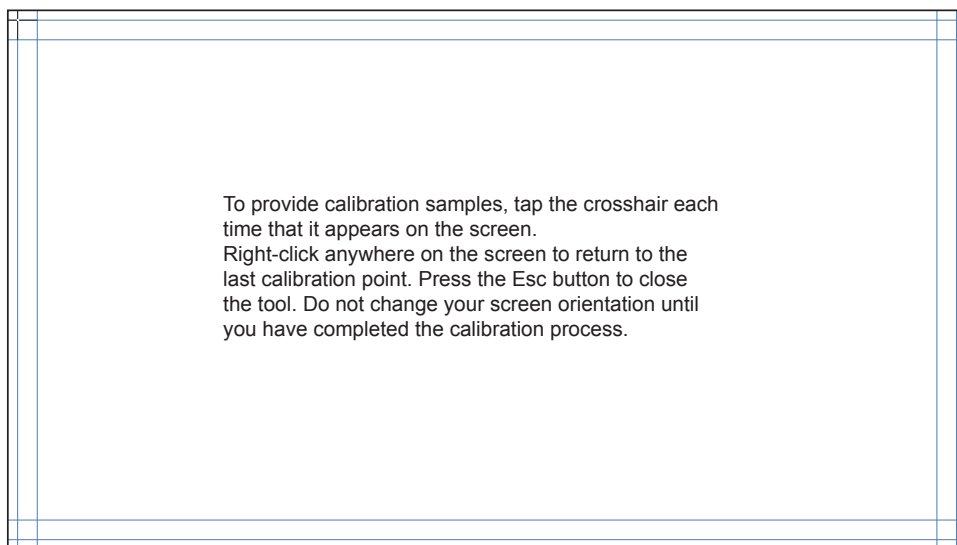 To provide calibration samples, tap the crosshair each
time that it appears on the screen.
Right-click anywhere on the screen to return to the
last calibration point. Press the Esc button to close
the tool. Do not change your screen orientation until
you have completed the calibration process.